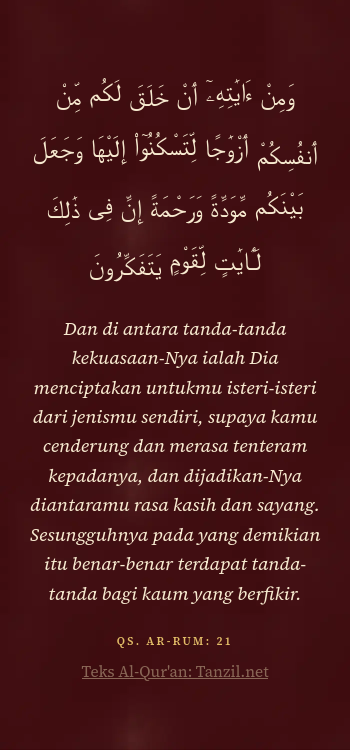 وَمِنْ ءَايَٰتِهِۦٓ أَنْ خَلَقَ لَكُم مِّنْ
أَنفُسِكُمْ أَزْوَٰجًا لِّتَسْكُنُوٓا۟ إِلَيْهَا وَجَعَلَ
بَيْنَكُم مَّوَدَّةً وَرَحْمَةً إِنَّ فِى ذَٰلِكَ
لَـَٔايَٰتٍ لِّقَوْمٍ يَتَفَكَّرُونَ
Dan di antara tanda-tanda
kekuasaan-Nya ialah Dia
menciptakan untukmu isteri-isteri
dari jenismu sendiri, supaya kamu
cenderung dan merasa tenteram
kepadanya, dan dijadikan-Nya
diantaramu rasa kasih dan sayang.
Sesungguhnya pada yang demikian
itu benar-benar terdapat tanda-
tanda bagi kaum yang berfikir.
QS. AR-RUM: 21
Teks Al-Qur'an: Tanzil.net